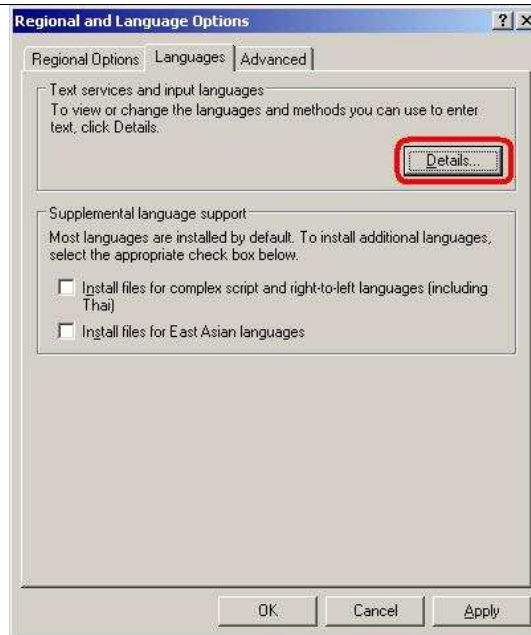 Regional and Language Options
Regional Options Languages Advanced
Text services and input languages
To view or change the languages and methods you can use to enter
text, click Details.
Details...
Supplemental language support
Most languages are installed by default. To install additional languages,
select the appropriate check box below.
Install files for complex script and right-to-left languages (including
Thai)
Install files for East Asian languages
OK Cancel Apply